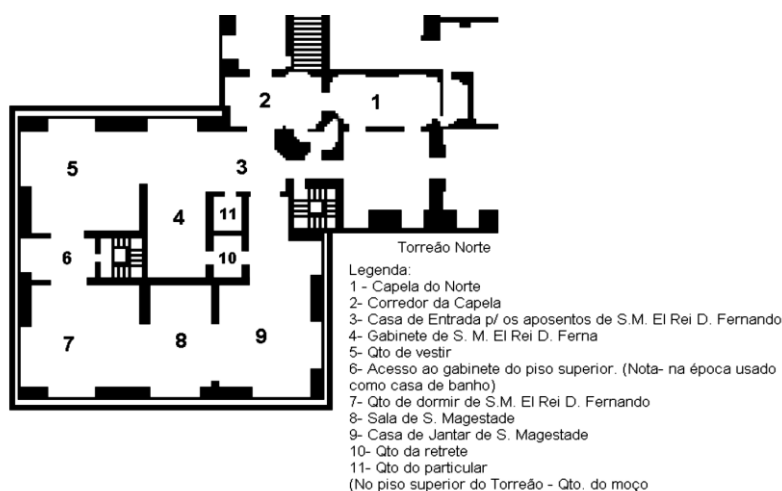 2
1
5
3
4
11
6
10
7
8
9
Torreão Norte
Legenda:
1 - Capela do Norte
2- Corredor da Capela
3- Casa de Entrada p/ os aposentos de S.M. El Rei D. Fernando
4- Gabinete de S. M. El Rei D. Ferna
5- Qto de vestir
6- Acesso ao gabinete do piso superior. (Nota- na época usado
como casa de banho)
7- Qto de dormir de S.M. El Rei D. Fernando
8- Sala de S. Magestade
9- Casa de Jantar de S. Magestade
10- Qto da retrete
11- Qto do particular
(No piso superior do Torreão - Qto. do moço